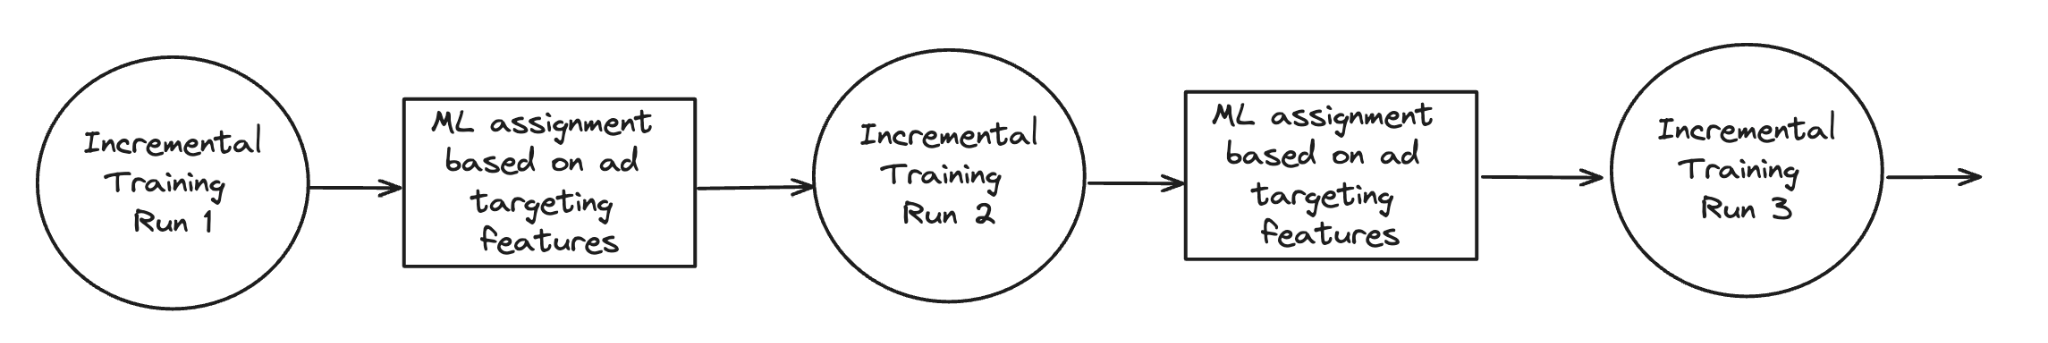 Incremental
Training
Run 1
ML assignment
based on ad
targeting
features
Incremental
Training
Run 2
ML assignment
based on ad
targeting
features
Incremental
Training
Run 3